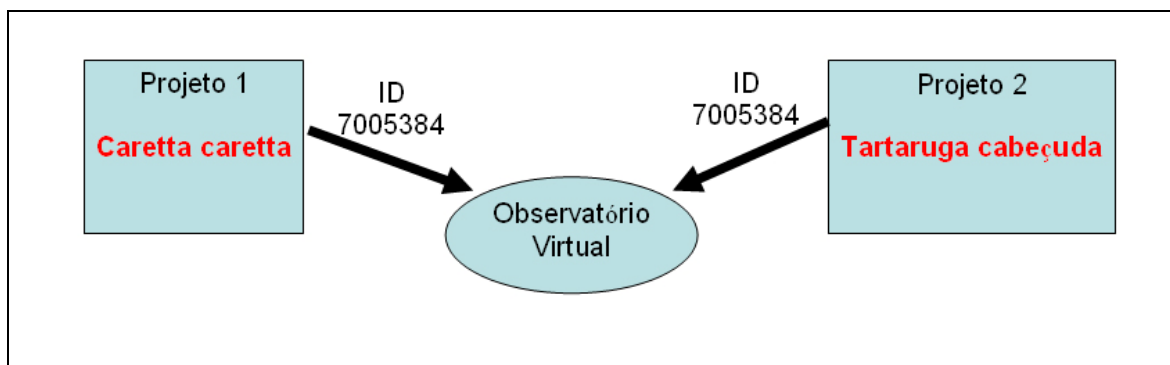 Projeto 1
Caretta caretta
ID
7005384
ID
7005384
Projeto 2
Tartaruga cabeçuda
Observatório
Virtual